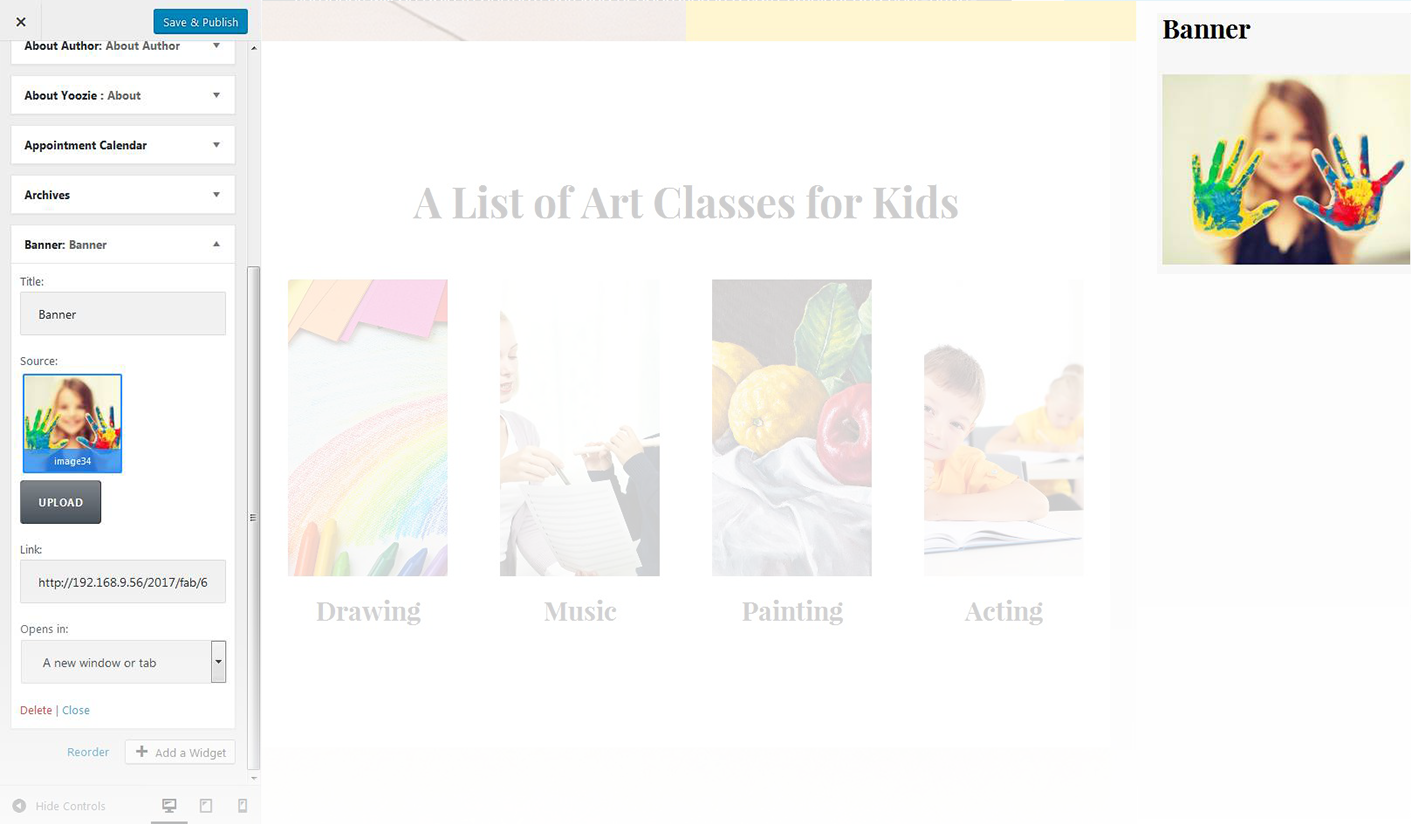 Save & Publish
About Author: About Author
About Yoozie : About
Appointment Calendar
Archives
Banner: Banner
Title:
Banner
Source:
image34
UPLOAD
Link:
http://192.168.9.56/2017/fab/6
Opens in:
A new window or tab
Delete | Close
Reorder
Add a Widget
Hide Controls
A List of Art Classes for Kids
Drawing
Music
Painting
Acting
Banner